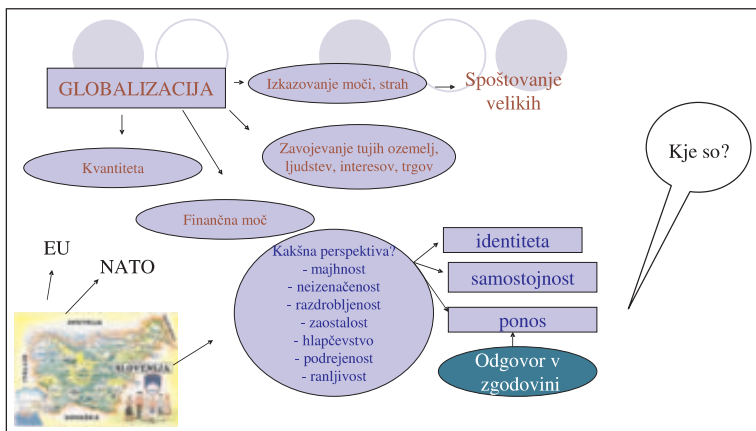 GLOBALIZACIJA
Izkazovanje moči, strah
Spoštovanje
velikih
Kje so?
Kvantiteta
Zavojevanje tujih ozemelj,
ljudstev, interesov, trgov
Finančna moč
EU
NATO
Kakšna perspektiva?
- majhnost
- neizenačenost
- razdrobljenost
- zaostalost
- hlapčevstvo
- podrejenost
- ranljivost
identiteta
samostojnost
ponos
Odgovor v
zgodovini
SLOVENIJA